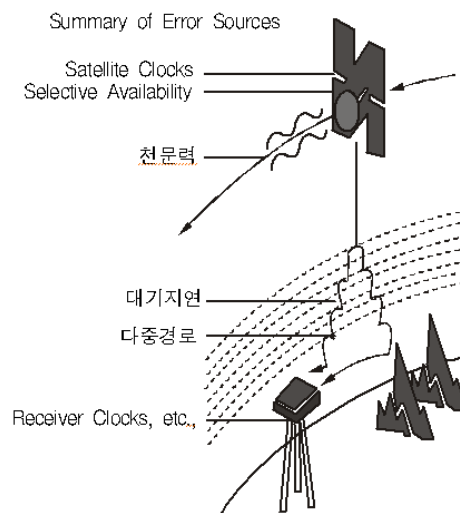 Summary of Error Sources
Satellite Clocks
Selective Availability
천문력
대기지연
다중경로
Receiver Clocks, etc.,